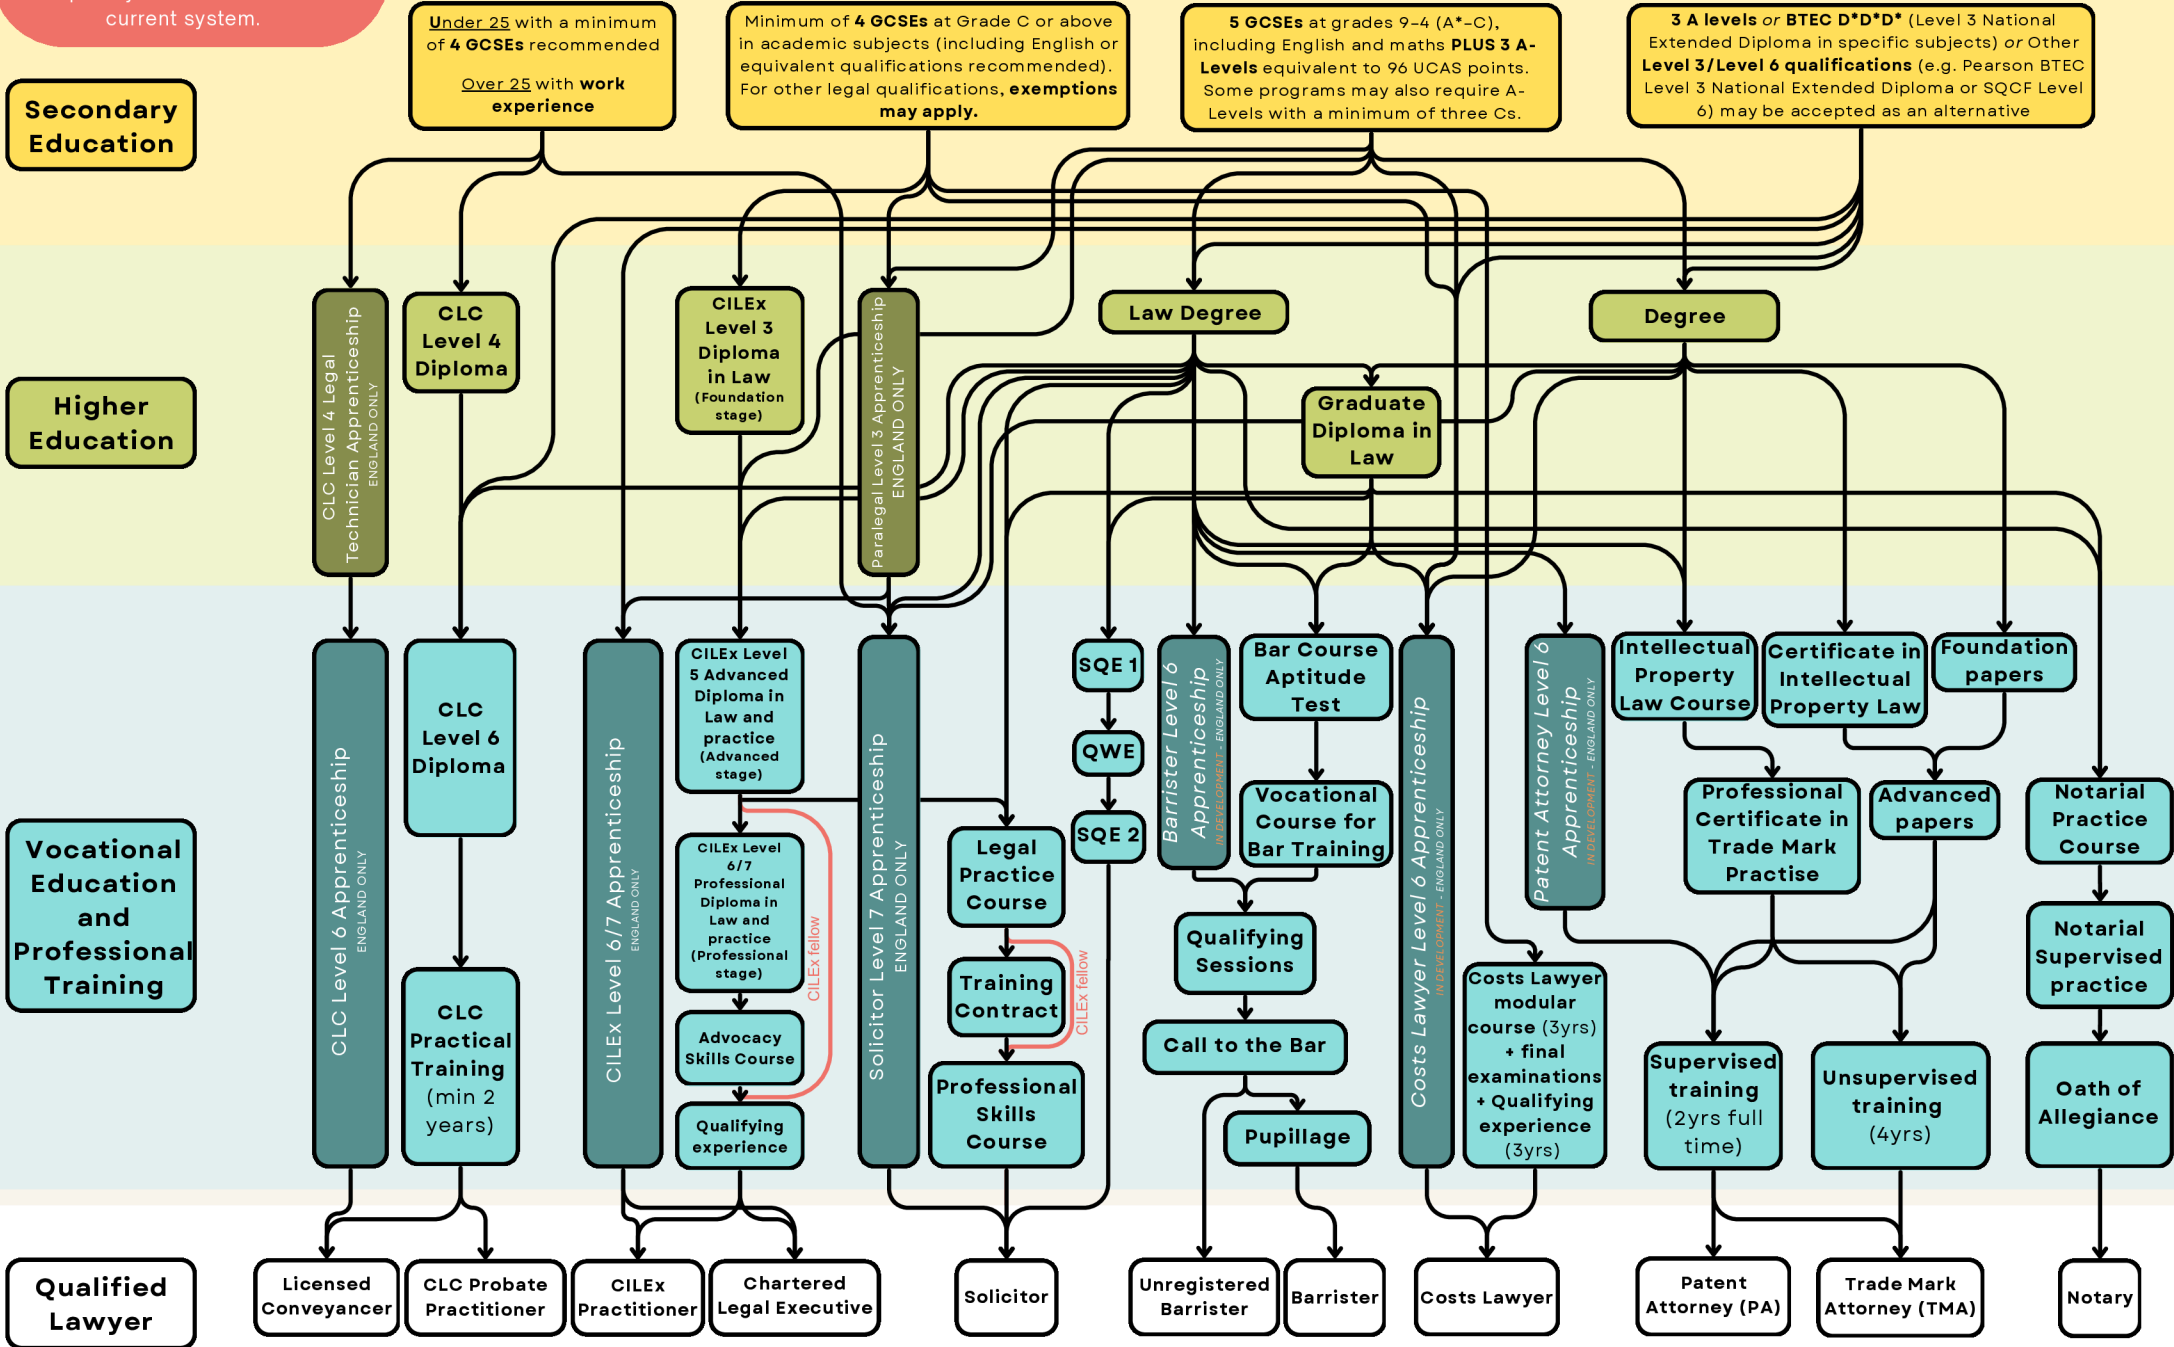 current system.
Under 25 with a minimum
of 4 GCSEs recommended
Over 25 with work
experience
Minimum of 4 GCSEs at Grade C or above
in academic subjects (including English or
equivalent qualifications recommended).
For other legal qualifications, exemptions
may apply.
5 GCSEs at grades 9-4 (A*-C),
including English and maths PLUS 3 A-
Levels equivalent to 96 UCAS points.
Some programs may also require A-
Levels with a minimum of three Cs.
3 A levels or BTEC D*D*D* (Level 3 National
Extended Diploma in specific subjects) or Other
Level 3/Level 6 qualifications (e.g. Pearson BTEC
Level 3 National Extended Diploma or SQCF Level
6) may be accepted as an alternative
Secondary
Education
Higher
Education
CLC Level 4 Legal
Technician Apprenticeship
ENGLAND ONLY
CLC
Level 4
Diploma
CILEx
Level 3
Diploma
in Law
(Foundation
stage)
Paralegal Level 3 Apprenticeship
ENGLAND ONLY
Law Degree
Degree
Graduate
Diploma in
Law
Vocational
Education
and
Professional
Training
CLC Level 6 Apprenticeship
ENGLAND ONLY
CLC
Level 6
Diploma
CLC
Practical
Training
(min 2
years)
CILEx Level 6/7 Apprenticeship
ENGLAND ONLY
CILEx Level
5 Advanced
Diploma in
Law and
practice
(Advanced
stage)
CILEx Level
6/7
Professional
Diploma in
Law and
practice
(Professional
stage)
CILEx fellow
Advocacy
Skills Course
Qualifying
experience
Solicitor Level 7 Apprenticeship
ENGLAND ONLY
Legal
Practice
Course
Training
Contract
CILEx fellow
Professional
Skills
Course
SQE 1
QWE
SQE 2
Barrister Level 6
Apprenticeship
IN DEVELOPMENT - ENGLAND ONLY
Bar Course
Aptitude
Test
Vocational
Course for
Bar Training
Qualifying
Sessions
Call to the Bar
Pupillage
Costs Lawyer Level 6 Apprenticeship
IN DEVELOPMENT - ENGLAND ONLY
Costs Lawyer
modular
course (3yrs)
+ final
examinations
+ Qualifying
experience
(3yrs)
Patent Attorney Level 6
Apprenticeship
IN DEVELOPMENT - ENGLAND ONLY
Intellectual
Property
Law Course
Certificate in
Intellectual
Property Law
Foundation
papers
Professional
Certificate in
Trade Mark
Practise
Advanced
papers
Supervised
training
(2yrs full
time)
Unsupervised
training
(4yrs)
Notarial
Practice
Course
Notarial
Supervised
practice
Oath of
Allegiance
Qualified
Lawyer
Licensed
Conveyancer
CLC Probate
Practitioner
CILEx
Practitioner
Chartered
Legal Executive
Solicitor
Unregistered
Barrister
Barrister
Costs Lawyer
Patent
Attorney (PA)
Trade Mark
Attorney (TMA)
Notary